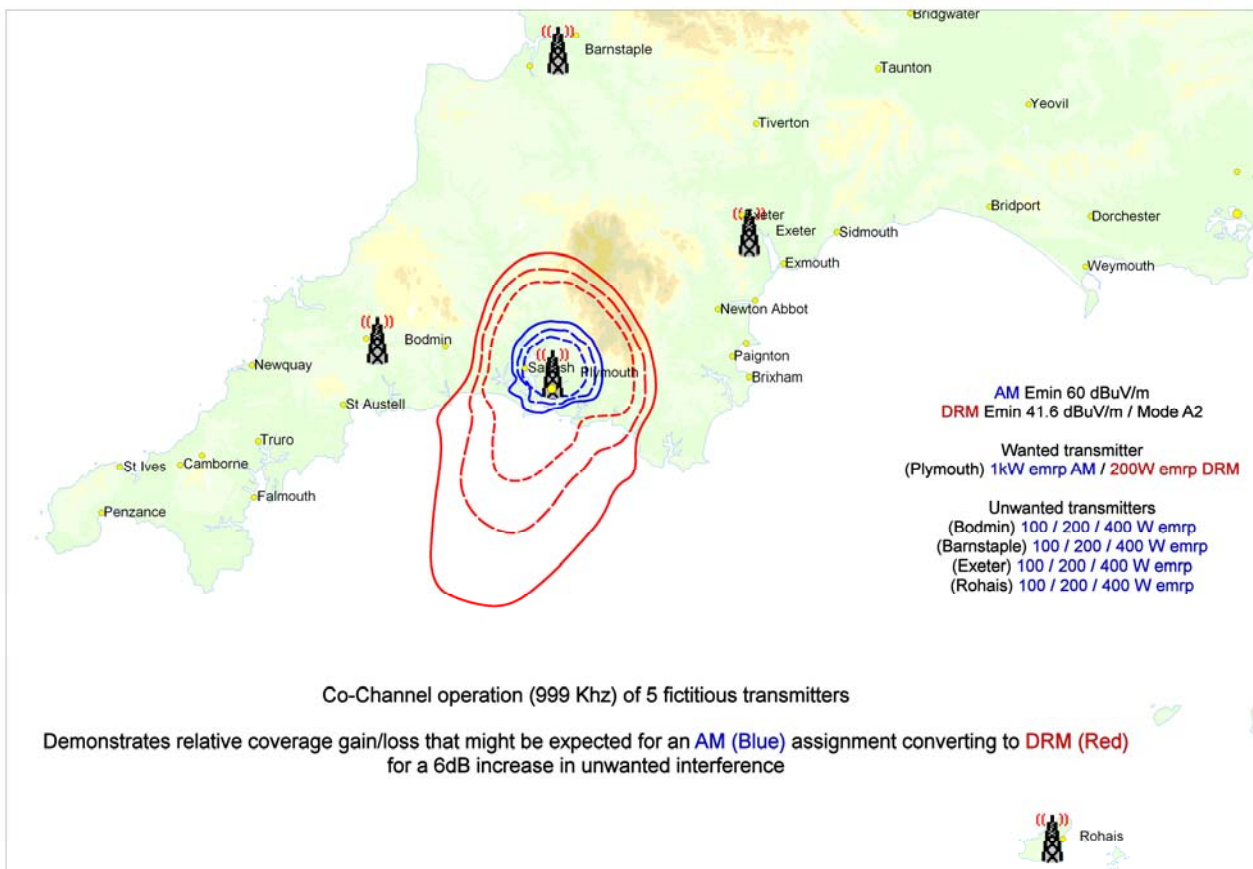 Bridgwater
Barnstaple
Taunton
Yeovil
Tiverton
Bridport
Dorchester
Exeter
Exeter
Sidmouth
Exmouth
Weymouth
Newton Abbot
Bodmin
Newquay
Saltash
Plymouth
Paignton
Brixham
St Austell
Truro
St Ives
Camborne
Falmouth
Penzance
AM Emin 60 dBuV/m
DRM Emin 41.6 dBuV/m / Mode A2
Wanted transmitter
(Plymouth) 1kW emrp AM / 200W emrp DRM
Unwanted transmitters
(Bodmin) 100 / 200 / 400 W emrp
(Barnstaple) 100 / 200 / 400 W emrp
(Exeter) 100 / 200 / 400 W emrp
(Rohais) 100 / 200 / 400 W emrp
Co-Channel operation (999 Khz) of 5 fictitious transmitters
Demonstrates relative coverage gain/loss that might be expected for an AM (Blue) assignment converting to DRM (Red)
for a 6dB increase in unwanted interference
Rohais